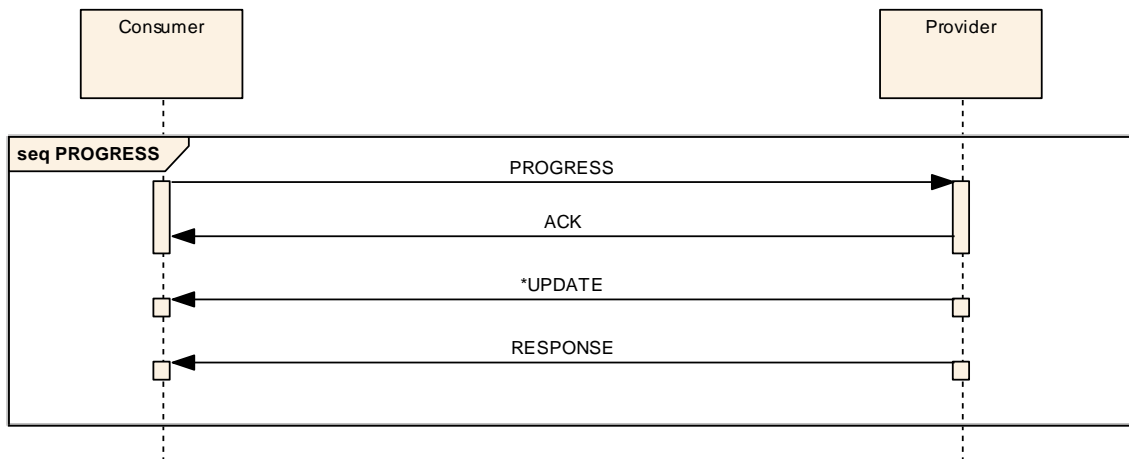 Consumer
Provider
seq PROGRESS
PROGRESS
ACK
*UPDATE
RESPONSE